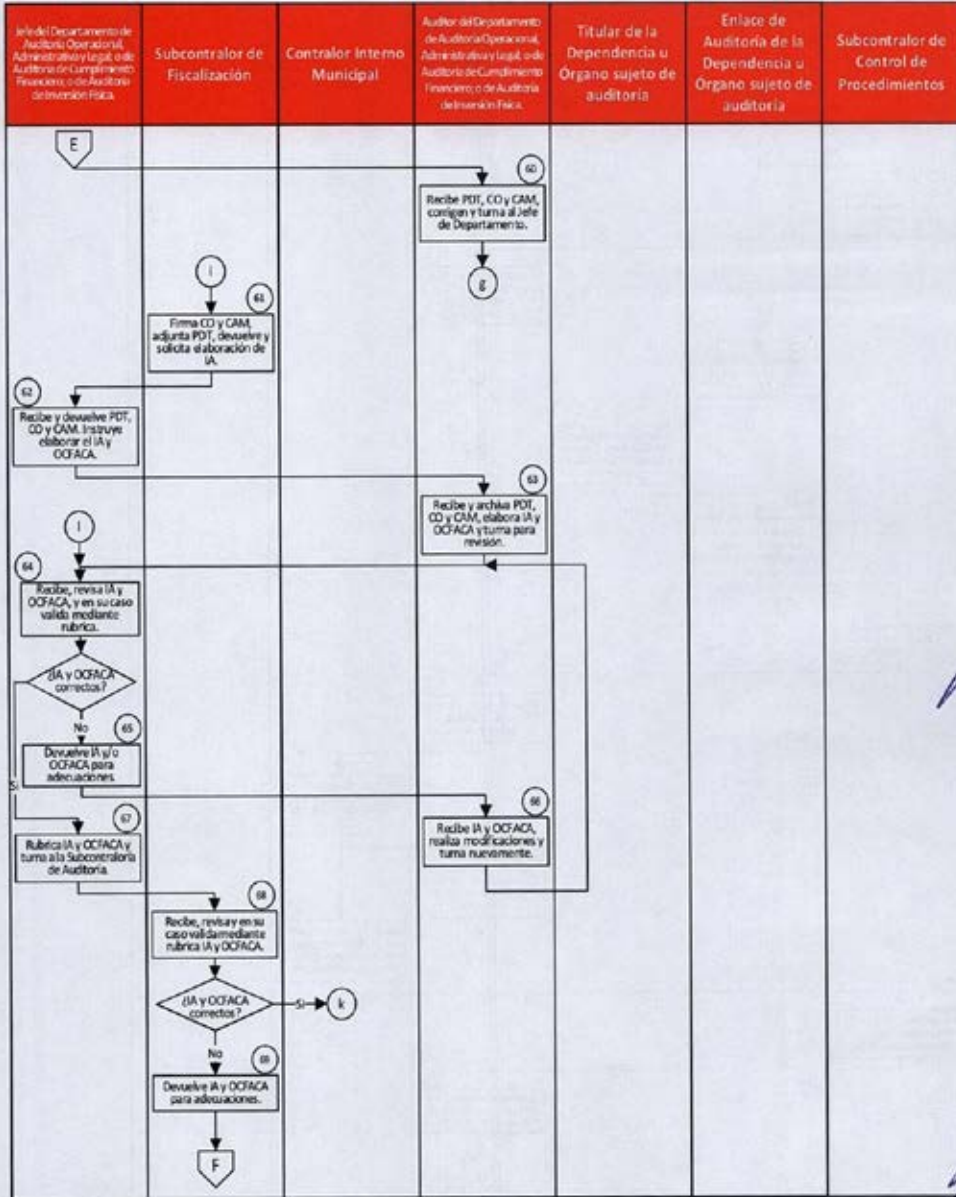 Jefe del Departamento de
Auditoría Operacional,
Administrativa y Legal; o de
Auditoría de Cumplimiento
Financiero; o de Auditoría
de Inversión Física.
Subcontralor de
Fiscalización
Contralor Interno
Municipal
Auditor del Departamento
de Auditoría Operacional,
Administrativa y Legal; o de
Auditoría de Cumplimiento
Financiero; o de Auditoría
de Inversión Física.
Titular de la
Dependencia u
Órgano sujeto de
auditoría
Enlace de
Auditoría de la
Dependencia u
Órgano sujeto de
auditoría
Subcontralor de
Control de
Procedimientos
E
60
Recibe PDT, CO y CAM,
corrigen y turna al Jefe
de Departamento.
g
i
61
Firma CO y CAM,
adjunta PDT, devuelve y
solicita elaboración de
IA.
62
Recibe y devuelve PDT,
CO y CAM. Instruye
elaborar el IA y
OCFACA.
63
Recibe y archiva PDT,
CO y CAM, elabora IA y
OCFACA y turna para
revisión.
64
Recibe, revisa IA y
OCFACA, y en su caso
valida mediante
rubrica.
¿IA y OCFACA
correctos?
No
65
Devuelve IA y/o
OCFACA para
adecuaciones.
Si
66
Recibe IA y OCFACA,
realiza modificaciones y
turna nuevamente.
67
Rubrica IA y OCFACA y
turna a la Subcontraloría
de Auditoría.
68
Recibe, revisa y en su
caso valida mediante
rubrica IA y OCFACA.
¿IA y OCFACA
correctos?
Si
k
No
69
Devuelve IA y OCFACA
para adecuaciones.
F